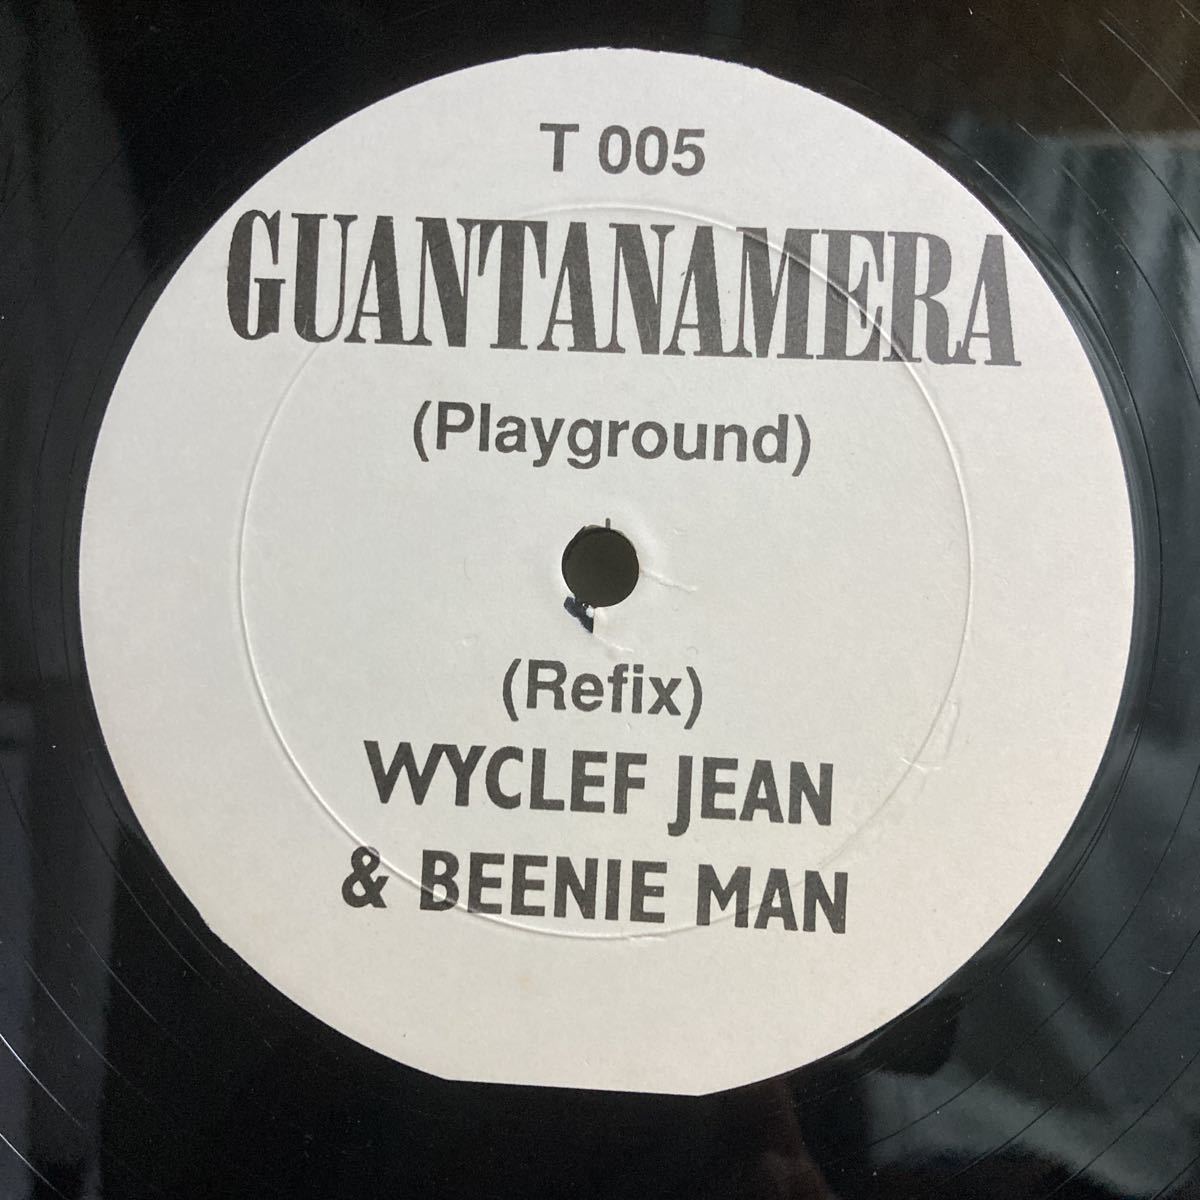 T 005
GUANTANAMERA
(Playground)
(Refix)
WYCLEF JEAN
& BEENIE MAN